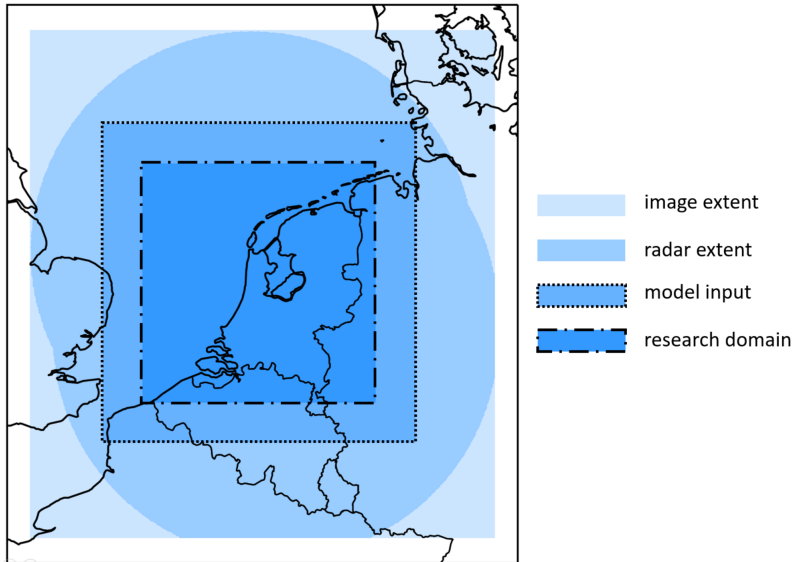 image extent
radar extent
model input
research domain